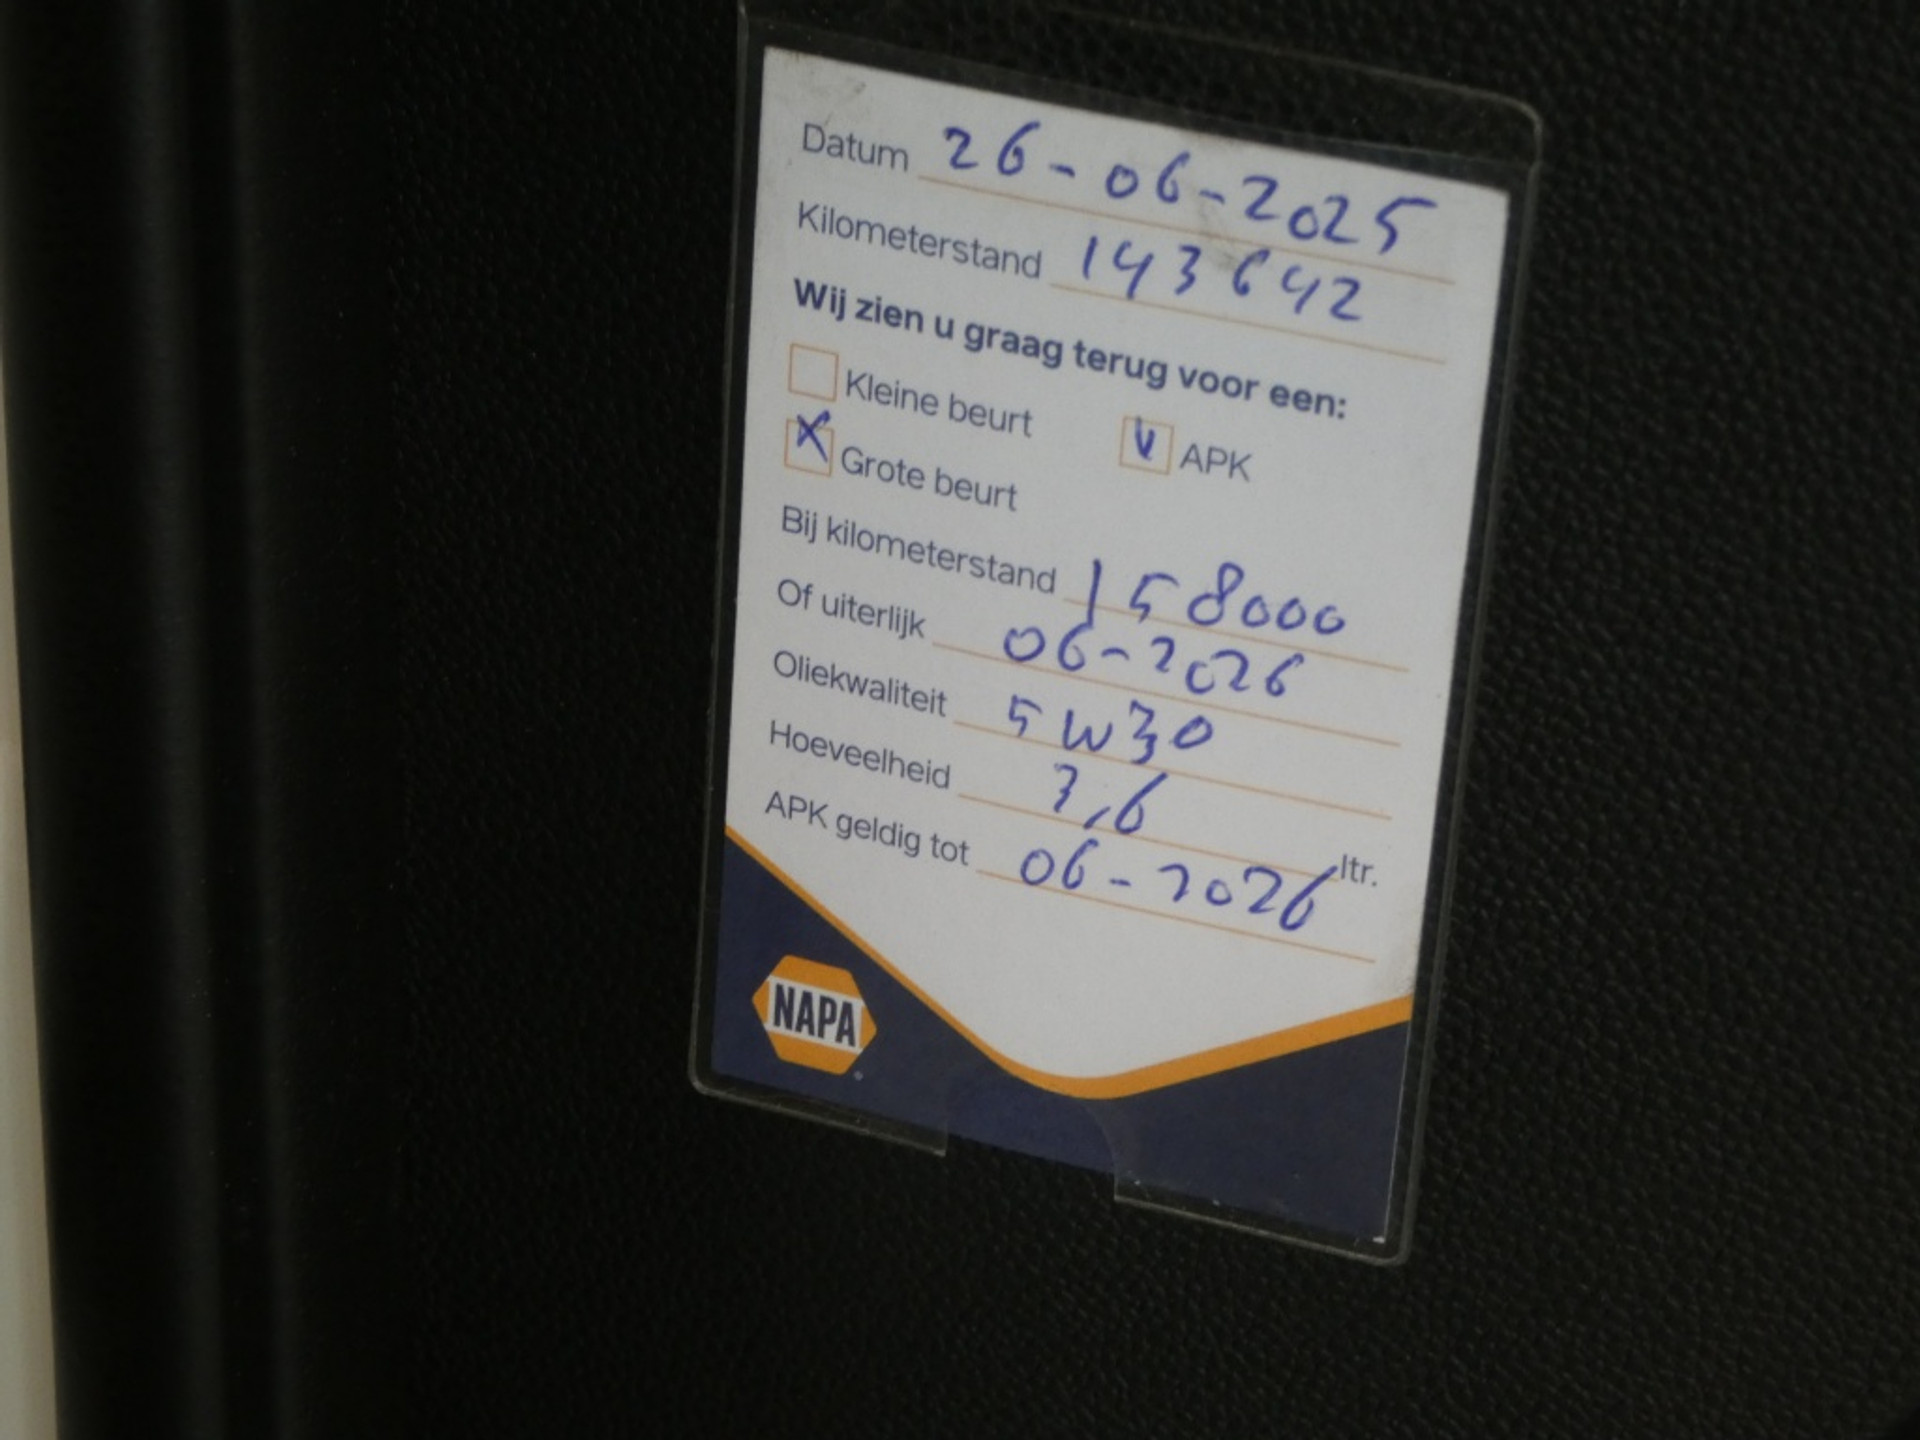 Datum 26-06-2025
Kilometerstand 143642
Wij zien u graag terug voor een:
Kleine beurt
X Grote beurt
v APK
Bij kilometerstand 158000
Of uiterlijk 06-2026
Oliekwaliteit 5W30
Hoeveelheid 3,6 ltr.
APK geldig tot 06-2026
NAPA